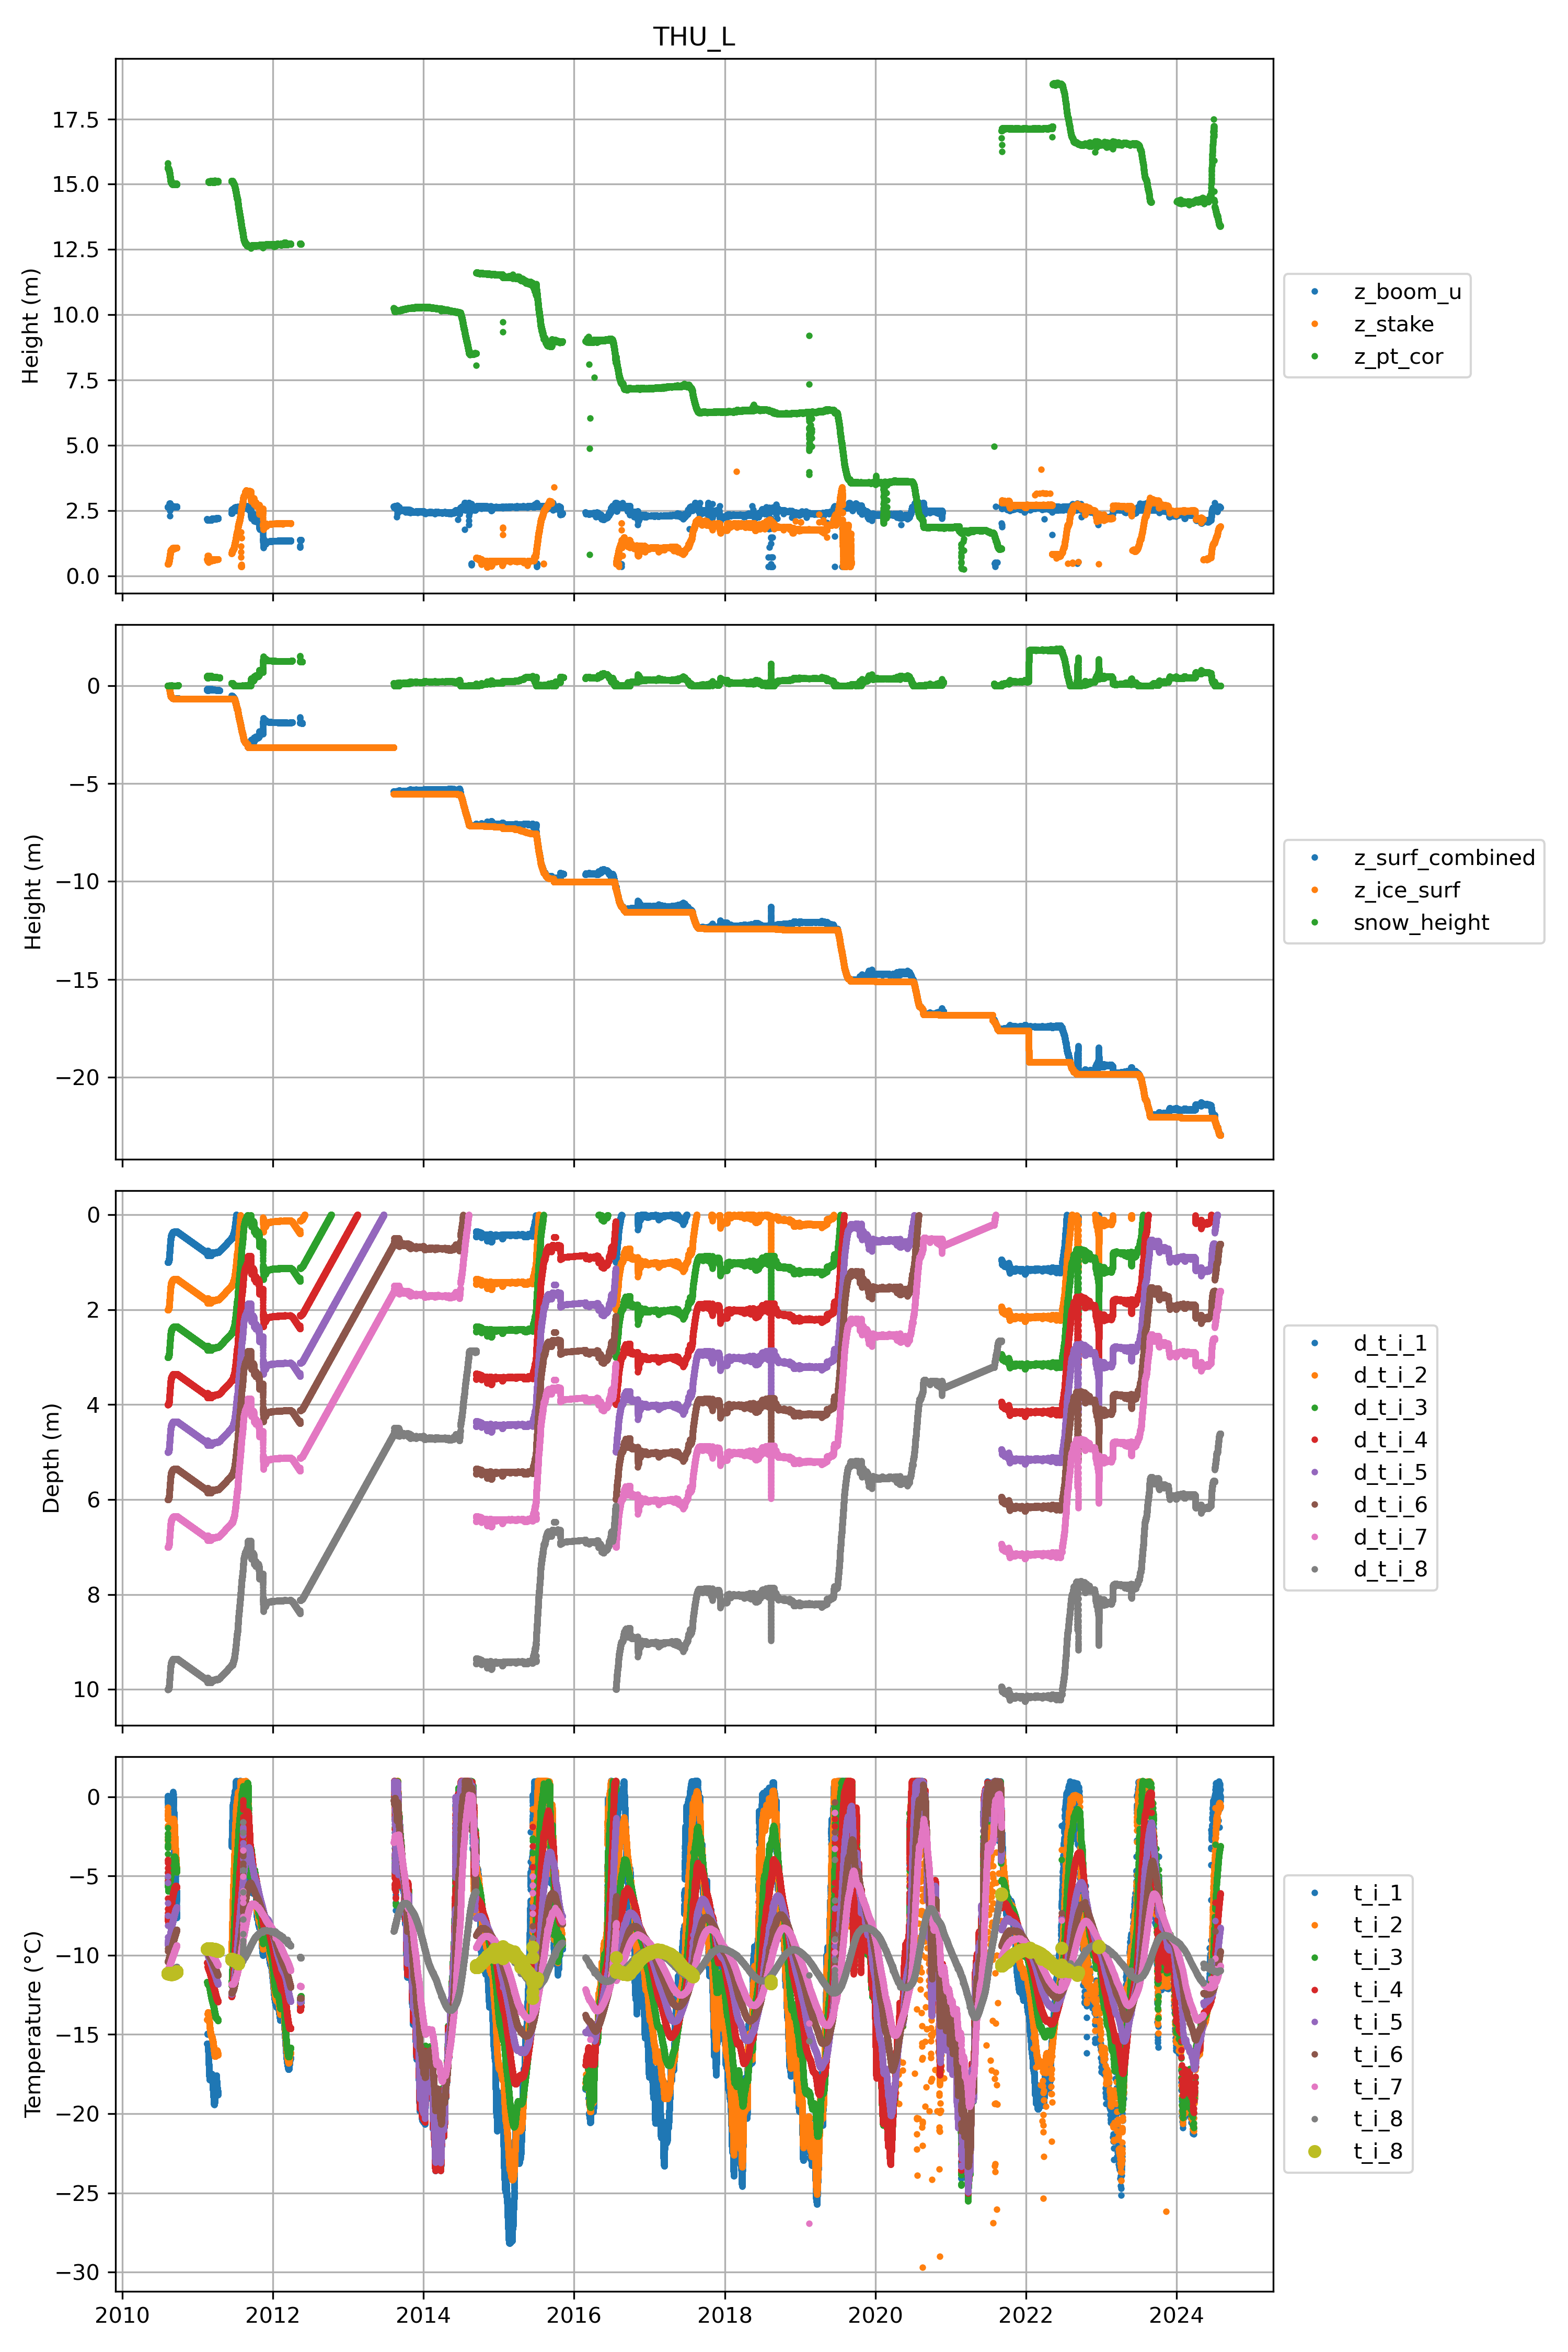 THU_L
17.5
15.0
12.5
10.0
7.5
5.0
2.5
0.0
Height (m)
z_boom_u
z_stake
z_pt_cor
0
−5
−10
−15
−20
Height (m)
z_surf_combined
z_ice_surf
snow_height
0
2
4
6
8
10
Depth (m)
d_t_i_1
d_t_i_2
d_t_i_3
d_t_i_4
d_t_i_5
d_t_i_6
d_t_i_7
d_t_i_8
0
−5
−10
−15
−20
−25
−30
Temperature (°C)
t_i_1
t_i_2
t_i_3
t_i_4
t_i_5
t_i_6
t_i_7
t_i_8
t_i_8
2010 2012 2014 2016 2018 2020 2022 2024